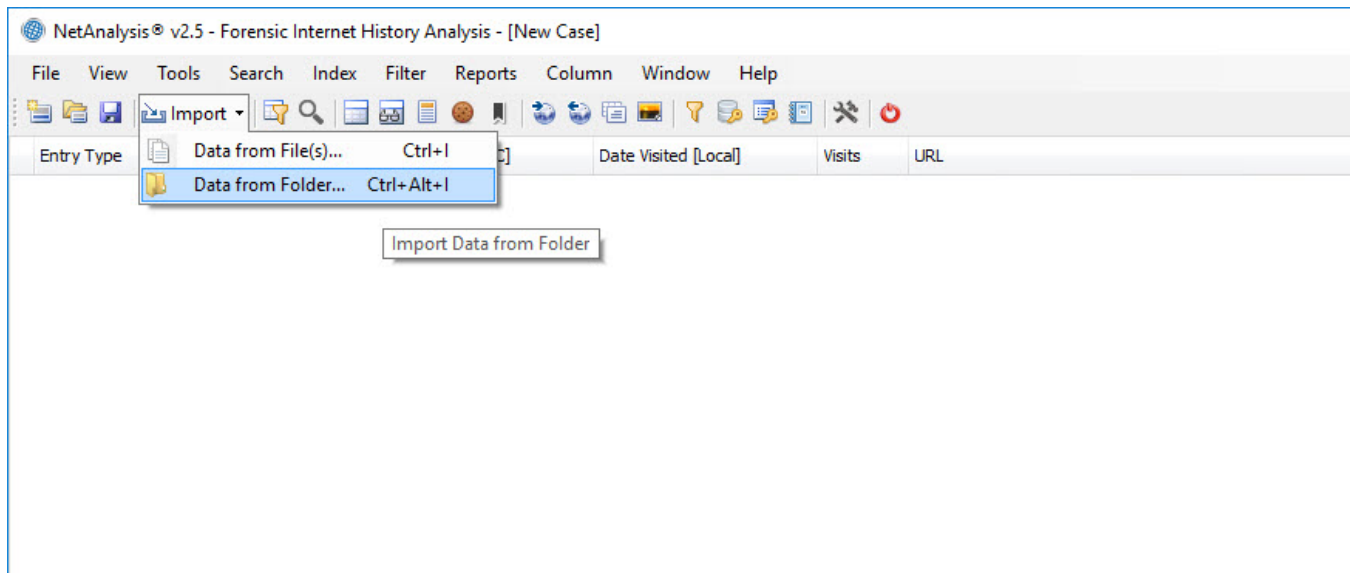 NetAnalysis® v2.5 - Forensic Internet History Analysis - [New Case]
File View Tools Search Index Filter Reports Column Window Help
Import
Entry Type Date Visited [Local] Visits URL
Data from File(s)... Ctrl+I
Data from Folder... Ctrl+Alt+I
Import Data from Folder